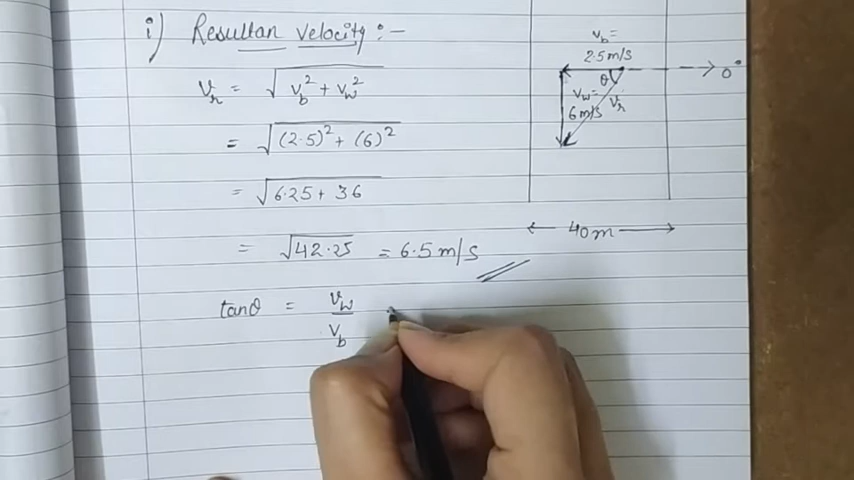 i) Resultan velocity :-
Vr = √Vb² + Vw²
= √(2.5)² + (6)²
= √6.25 + 36
= √42.25 = 6.5 m/s
tanθ = Vw/Vb
Vb =
2.5 m/s
θ
0°
Vw =
6 m/s
Vr
40m